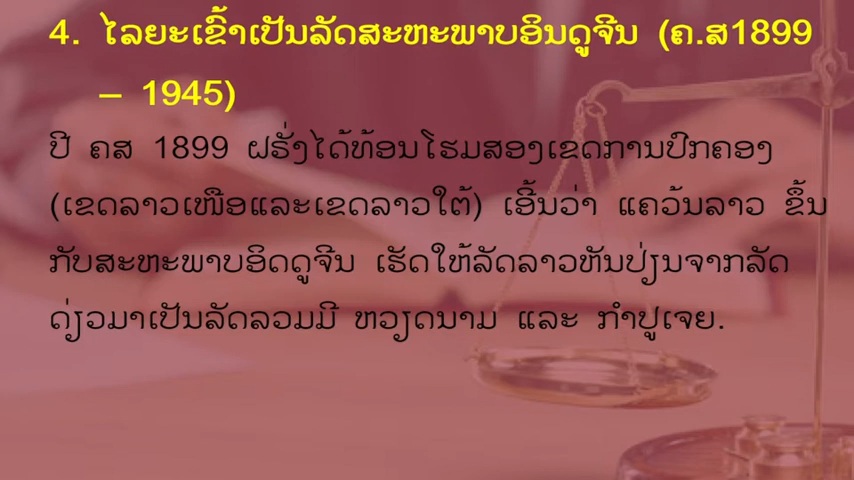 4. ໄລຍະເຂົ້າເປັນລັດສະຫະພາບອິນດູຈີນ (ຄ.ສ1899
– 1945)
ປີ ຄສ 1899 ຝຣັ່ງໄດ້ທ້ອນໂຮມສອງເຂດການປົກຄອງ
(ເຂດລາວເໜືອແລະເຂດລາວໃຕ້) ເອີ້ນວ່າ ແຄວ້ນລາວ ຂຶ້ນ
ກັບສະຫະພາບອິດດູຈີນ ເຮັດໃຫ້ລັດລາວຫັນປ່ຽນຈາກລັດ
ດ່ຽວມາເປັນລັດລວມມີ ຫວຽດນາມ ແລະ ກຳປູເຈຍ.